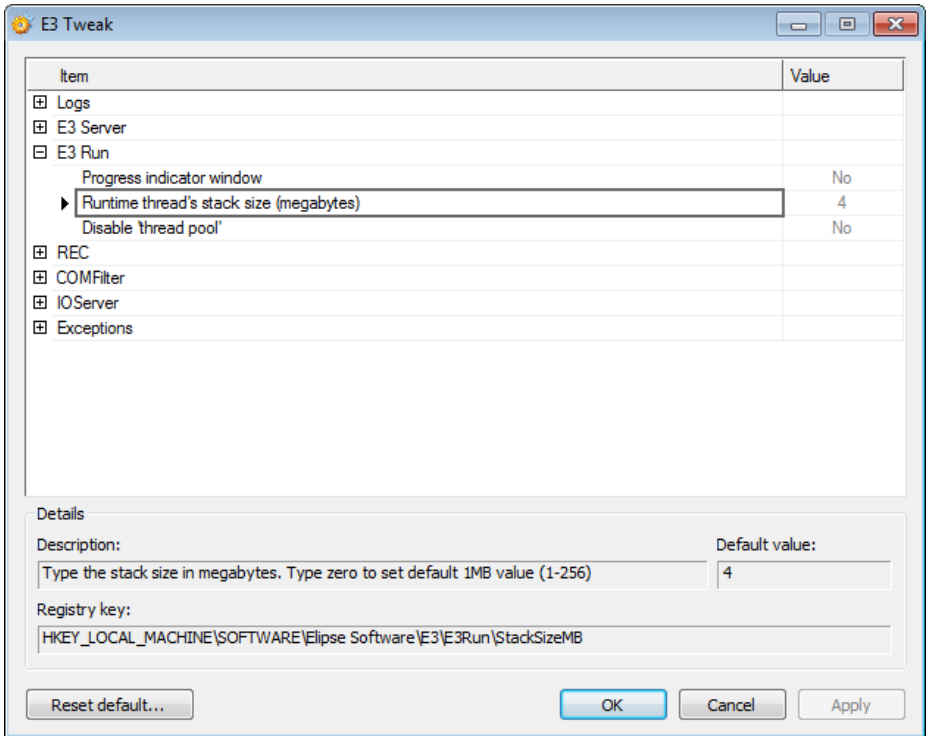 E3 Tweak
Item Value
Logs
E3 Server
E3 Run
Progress indicator window No
Runtime thread's stack size (megabytes) 4
Disable 'thread pool' No
REC
COMFilter
IOServer
Exceptions
Details
Description: Default value:
Type the stack size in megabytes. Type zero to set default 1MB value (1-256) 4
Registry key:
HKEY_LOCAL_MACHINE\SOFTWARE\Elipse Software\E3\E3Run\StackSizeMB
Reset default... OK Cancel Apply